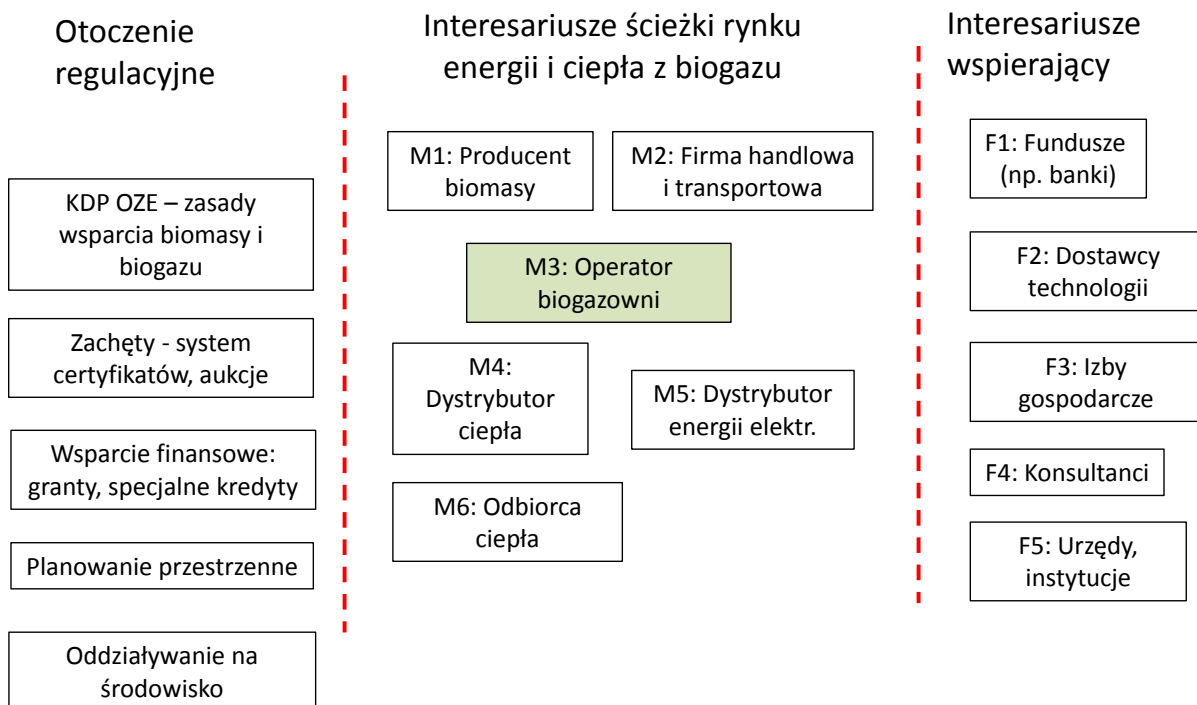 Otoczenie
regulacyjne
KDP OZE – zasady
wsparcia biomasy i
biogazu
Zachęty - system
certyfikatów, aukcje
Wsparcie finansowe:
granty, specjalne kredyty
Planowanie przestrzenne
Oddziaływanie na
środowisko
Interesariusze ścieżki rynku
energii i ciepła z biogazu
M1: Producent
biomasy
M2: Firma handlowa
i transportowa
M3: Operator
biogazowni
M4:
Dystrybutor
ciepła
M5: Dystrybutor
energii elektr.
M6: Odbiorca
ciepła
Interesariusze
wspierający
F1: Fundusze
(np. banki)
F2: Dostawcy
technologii
F3: Izby
gospodarcze
F4: Konsultanci
F5: Urzędy,
instytucje